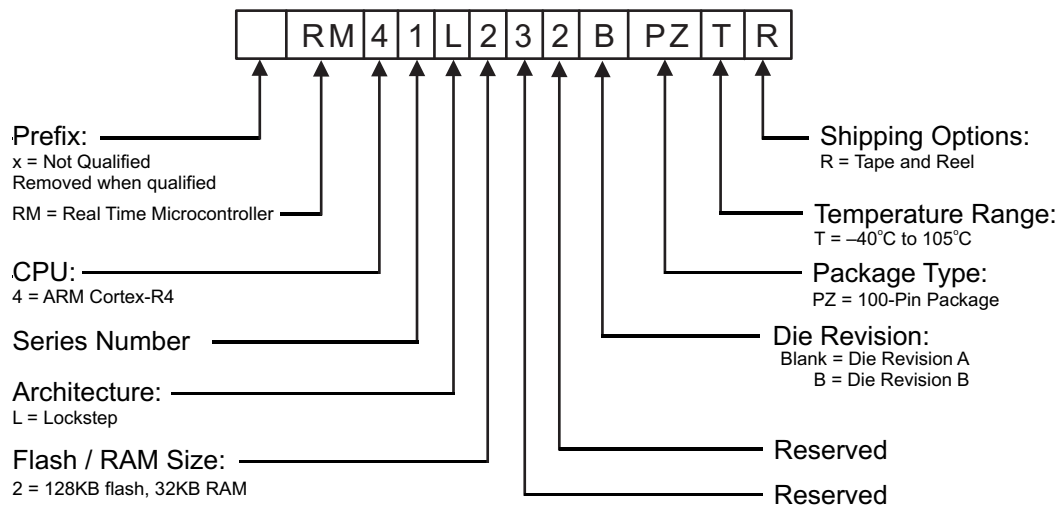 RM 4 1 L 2 3 2 B PZ T R
Prefix:
x = Not Qualified
Removed when qualified
RM = Real Time Microcontroller
CPU:
4 = ARM Cortex-R4
Series Number
Architecture:
L = Lockstep
Flash / RAM Size:
2 = 128KB flash, 32KB RAM
Shipping Options:
R = Tape and Reel
Temperature Range:
T = –40°C to 105°C
Package Type:
PZ = 100-Pin Package
Die Revision:
Blank = Die Revision A
B = Die Revision B
Reserved
Reserved